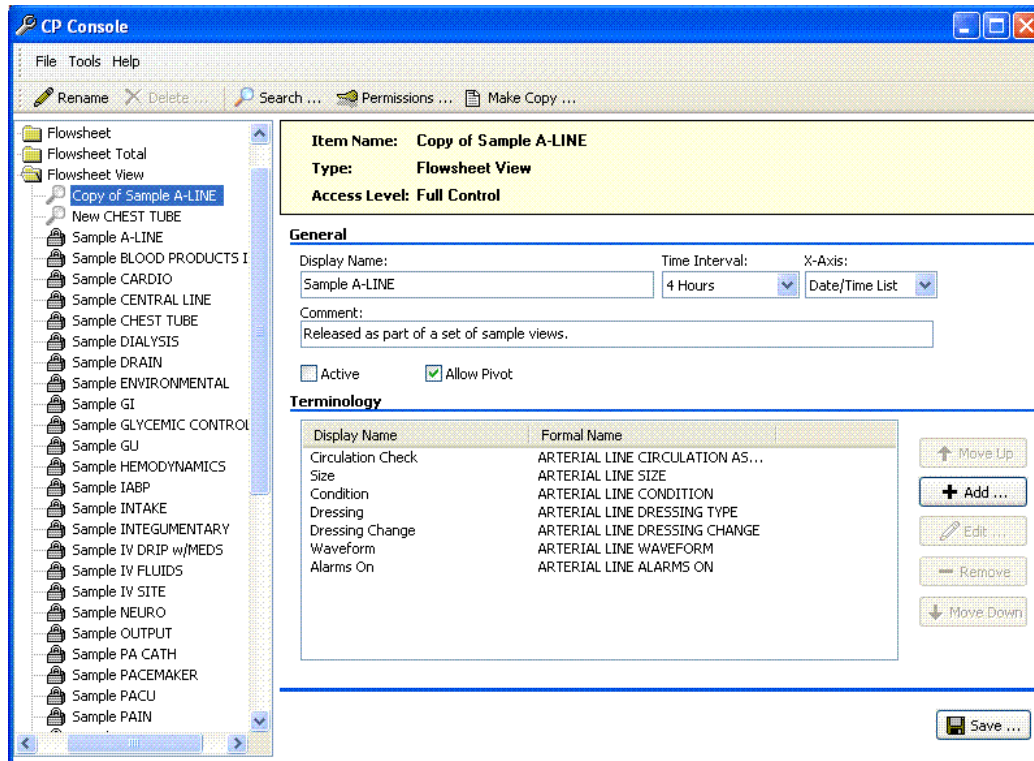 CP Console
File Tools Help
Rename Delete ... Search ... Permissions ... Make Copy ...
Flowsheet
Flowsheet Total
Flowsheet View
Copy of Sample A-LINE
New CHEST TUBE
Sample A-LINE
Sample BLOOD PRODUCTS I
Sample CARDIO
Sample CENTRAL LINE
Sample CHEST TUBE
Sample DIALYSIS
Sample DRAIN
Sample ENVIRONMENTAL
Sample GI
Sample GLYCEMIC CONTROL
Sample GU
Sample HEMODYNAMICS
Sample IABP
Sample INTAKE
Sample INTEGUMENTARY
Sample IV DRIP w/MEDS
Sample IV FLUIDS
Sample IV SITE
Sample NEURO
Sample OUTPUT
Sample PA CATH
Sample PACEMAKER
Sample PACU
Sample PAIN
Item Name: Copy of Sample A-LINE
Type: Flowsheet View
Access Level: Full Control
General
Display Name: Time Interval: X-Axis:
Sample A-LINE 4 Hours Date/Time List
Comment:
Released as part of a set of sample views.
Active Allow Pivot
Terminology
Display Name Formal Name
Circulation Check ARTERIAL LINE CIRCULATION AS...
Size ARTERIAL LINE SIZE
Condition ARTERIAL LINE CONDITION
Dressing ARTERIAL LINE DRESSING TYPE
Dressing Change ARTERIAL LINE DRESSING CHANGE
Waveform ARTERIAL LINE WAVEFORM
Alarms On ARTERIAL LINE ALARMS ON
Move Up
Add ...
Edit ...
Remove
Move Down
Save ...